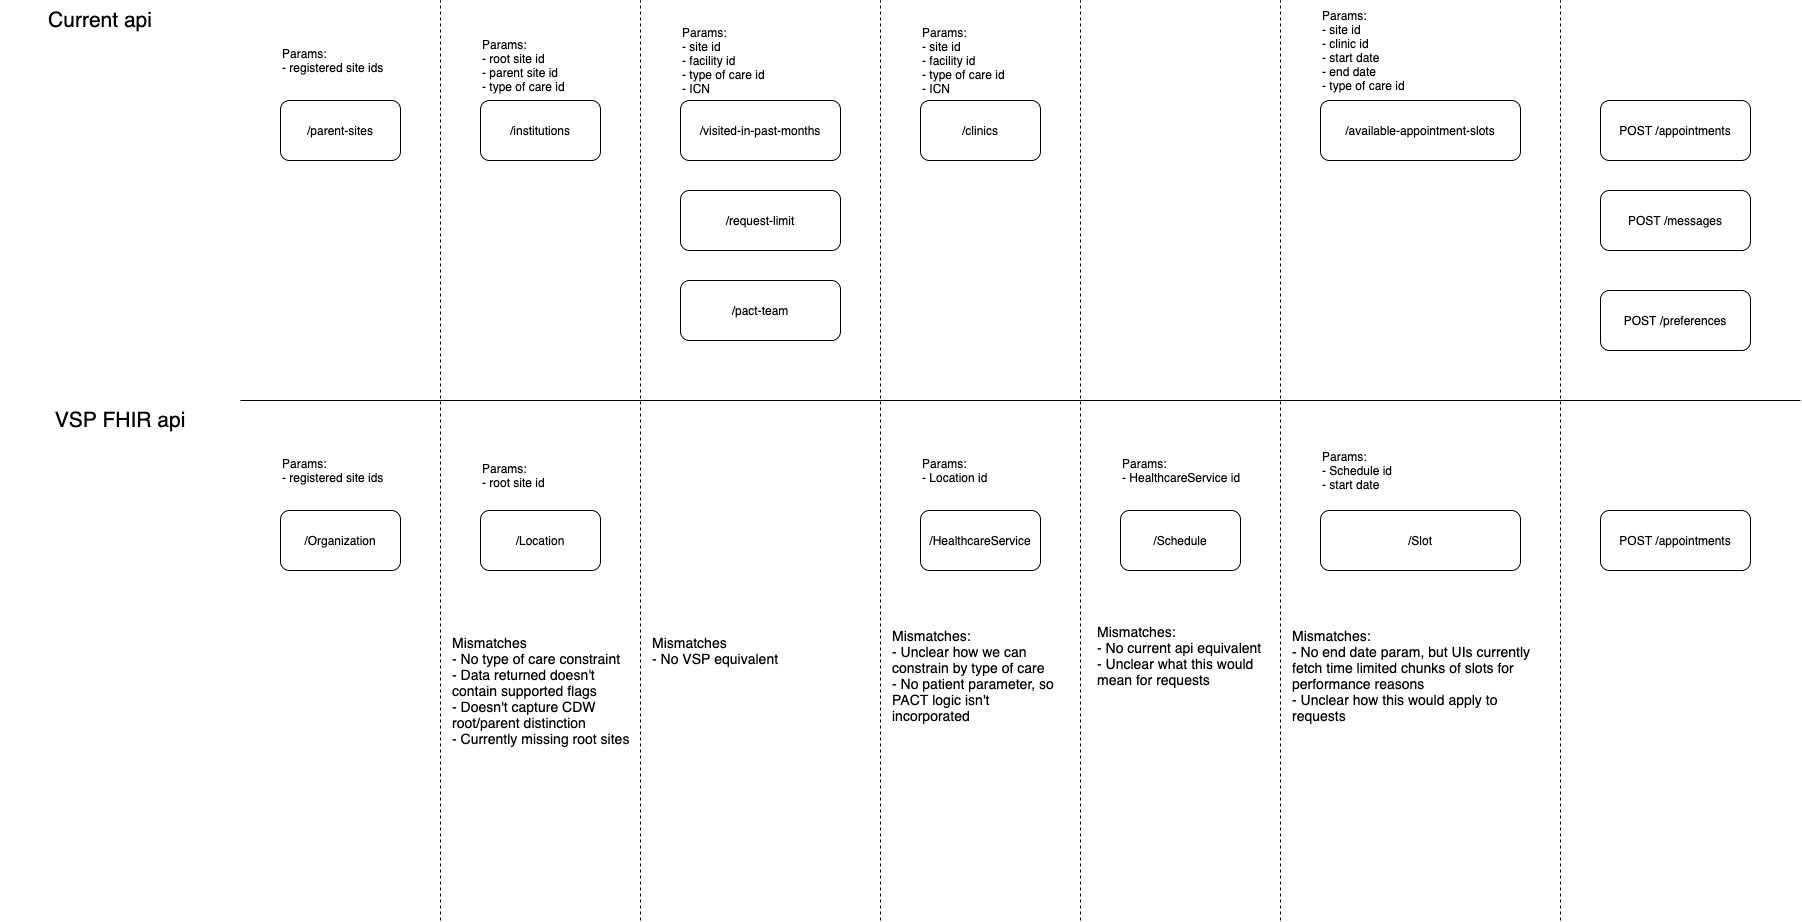 Current api
Params:
- registered site ids
/parent-sites
Params:
- root site id
- parent site id
- type of care id
/institutions
Params:
- site id
- facility id
- type of care id
- ICN
/visited-in-past-months
/request-limit
/pact-team
Params:
- site id
- facility id
- type of care id
- ICN
/clinics
Params:
- site id
- clinic id
- start date
- end date
- type of care id
/available-appointment-slots
POST /appointments
POST /messages
POST /preferences
VSP FHIR api
Params:
- registered site ids
/Organization
Params:
- root site id
/Location
Mismatches
- No type of care constraint
- Data returned doesn't
contain supported flags
- Doesn't capture CDW
root/parent distinction
- Currently missing root sites
Mismatches
- No VSP equivalent
Params:
- Location id
/HealthcareService
Mismatches:
- Unclear how we can
constrain by type of care
- No patient parameter, so
PACT logic isn't
incorporated
Params:
- HealthcareService id
/Schedule
Mismatches:
- No current api equivalent
- Unclear what this would
mean for requests
Params:
- Schedule id
- start date
/Slot
Mismatches:
- No end date param, but UIs currently
fetch time limited chunks of slots for
performance reasons
- Unclear how this would apply to
requests
POST /appointments